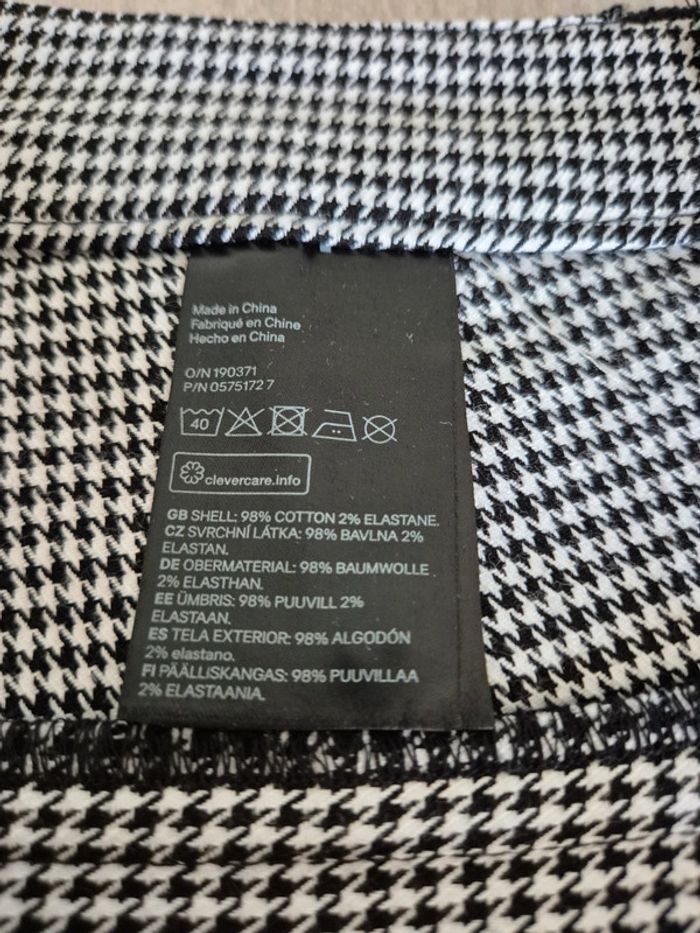 Made in China
Fabriqué en Chine
Hecho en China
O/N 190371
P/N 0575172 7
40
clevercare.info
GB SHELL: 98% COTTON 2% ELASTANE.
CZ SVRCHNÍ LÁTKA: 98% BAVLNA 2%
ELASTAN.
DE OBERMATERIAL: 98% BAUMWOLLE
2% ELASTHAN.
EE ÜMBRIS: 98% PUUVILL 2%
ELASTAAN.
ES TELA EXTERIOR: 98% ALGODÓN
2% elastano.
FI PÄÄLLISKANGAS: 98% PUUVILLAA
2% ELASTAANIA.